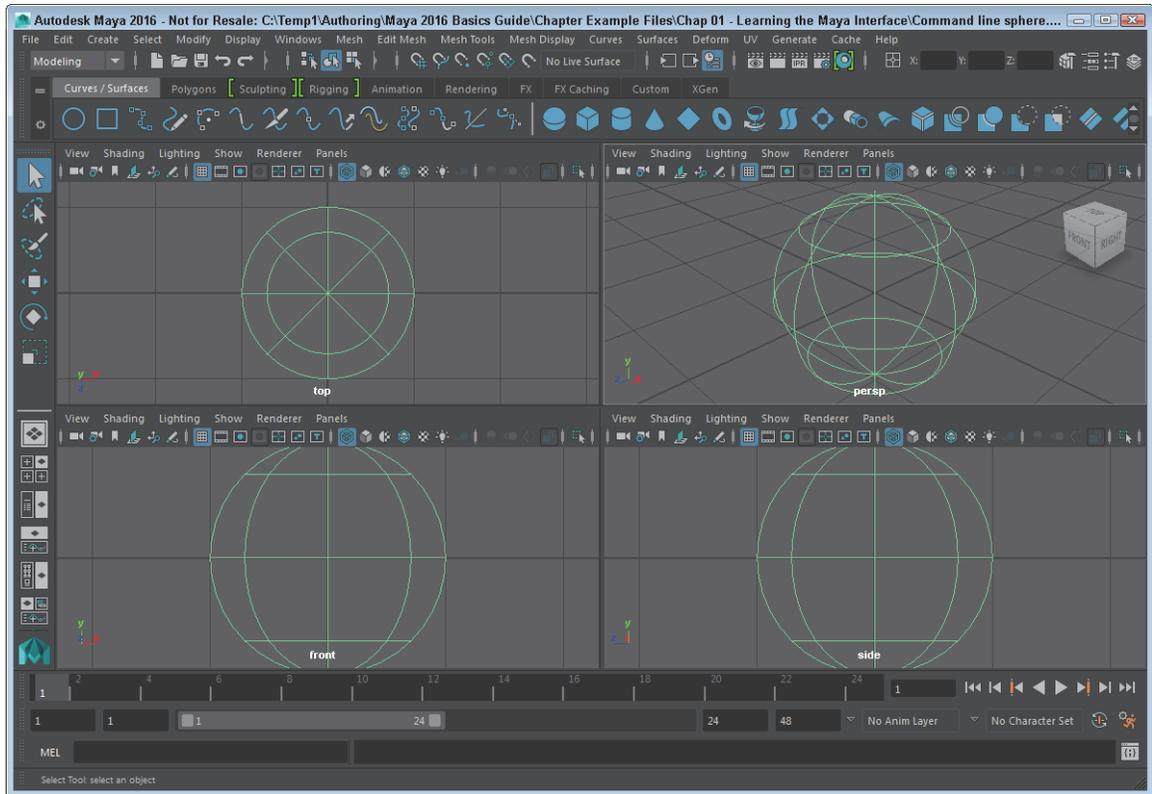 Autodesk Maya 2016 - Not for Resale: C:\Temp1\Authoring\Maya 2016 Basics Guide\Chapter Example Files\Chap 01 - Learning the Maya Interface\Command line sphere....
File Edit Create Select Modify Display Windows Mesh Edit Mesh Mesh Tools Mesh Display Curves Surfaces Deform UV Generate Cache Help
Modeling No Live Surface IPR X: Y: Z:
Curves / Surfaces Polygons Sculpting Rigging Animation Rendering FX FX Caching Custom XGen
View Shading Lighting Show Renderer Panels
View Shading Lighting Show Renderer Panels
TOP
FRONT RIGHT
y x z
top
y z x
persp
View Shading Lighting Show Renderer Panels
View Shading Lighting Show Renderer Panels
y z x
front
y z
side
1 2 4 6 8 10 12 14 16 18 20 22 24 1
1 1 1 24 24 48 No Anim Layer No Character Set
MEL
Select Tool: select an object